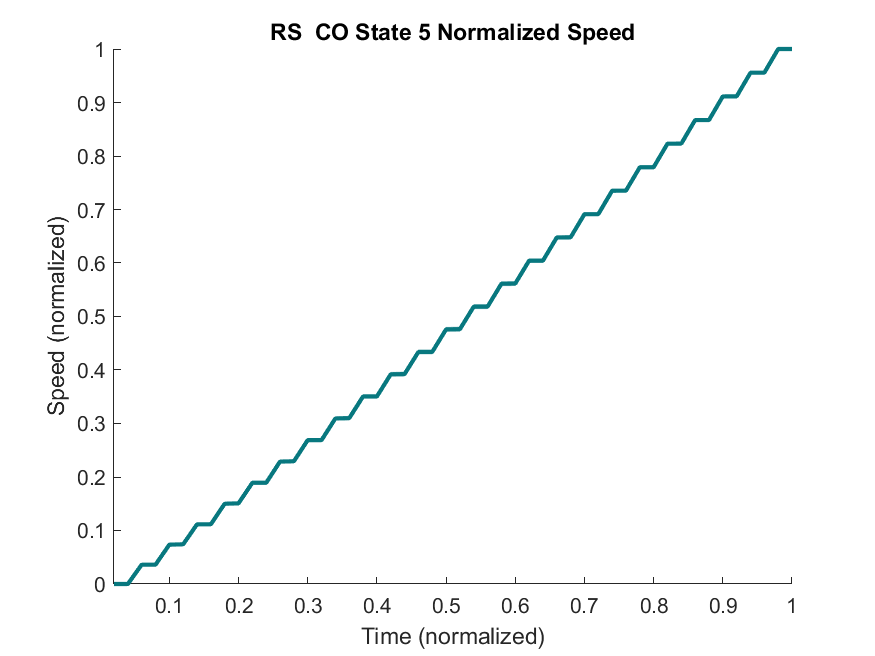 RS  CO State 5 Normalized Speed
1
0.9
0.8
0.7
0.6
0.5
0.4
0.3
0.2
0.1
0
Speed (normalized)
0.1 0.2 0.3 0.4 0.5 0.6 0.7 0.8 0.9 1
Time (normalized)